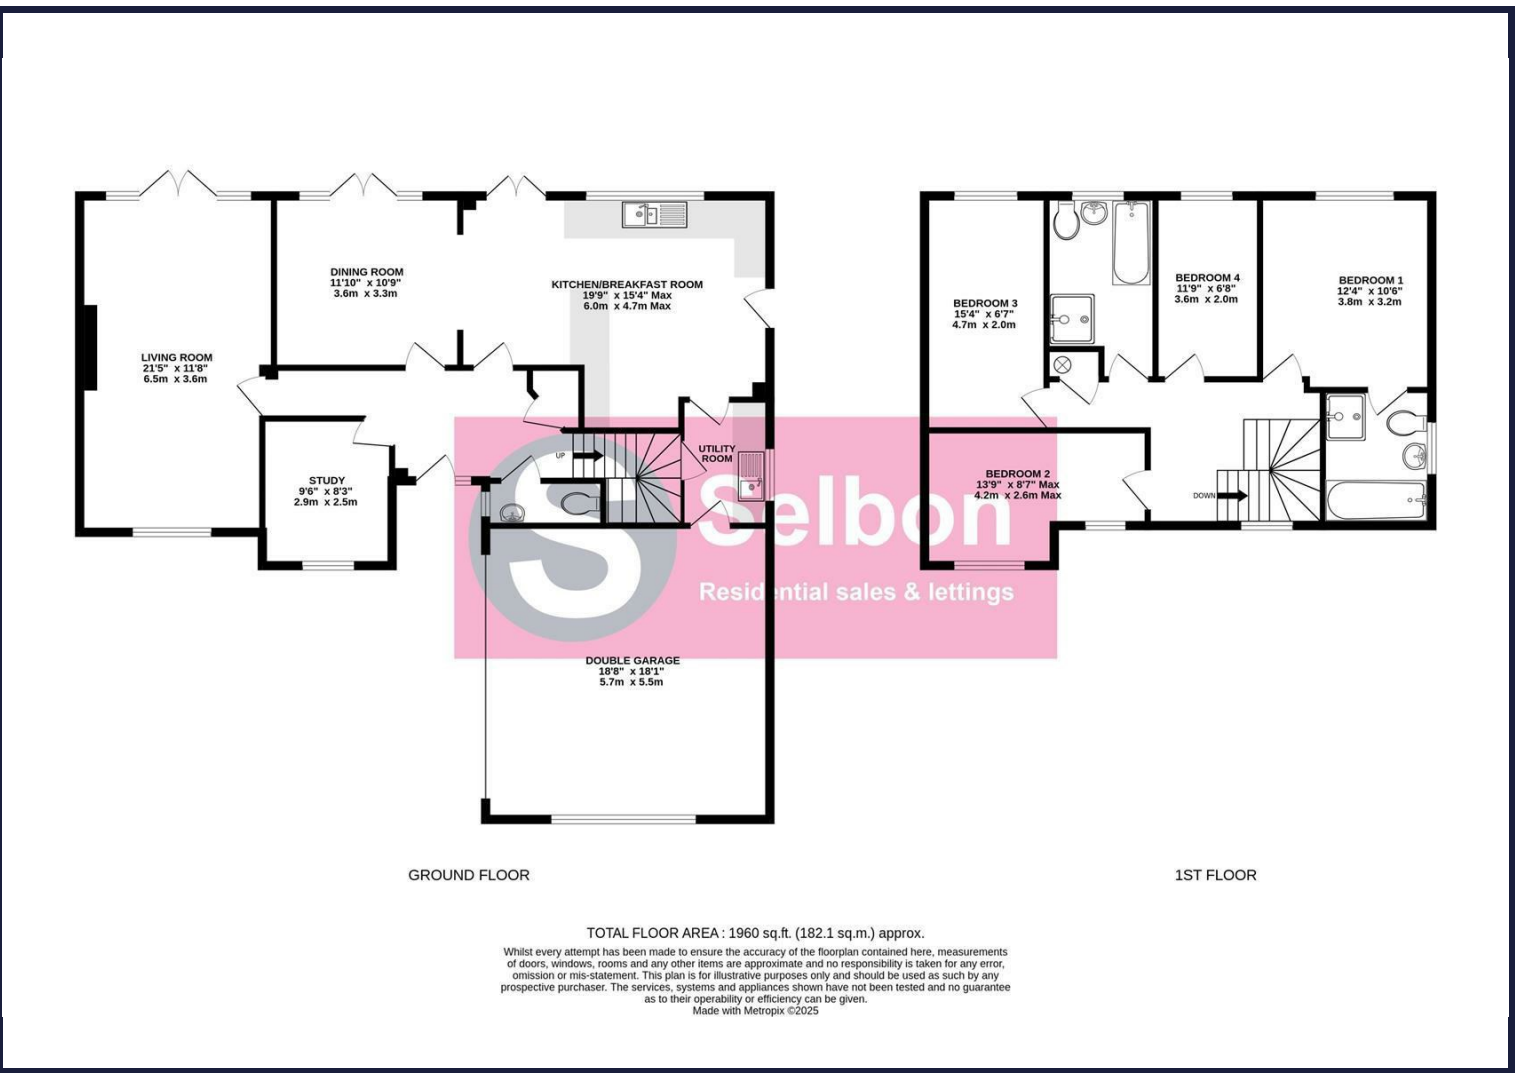 DINING ROOM
11'10" x 10'9"
3.6m x 3.3m
KITCHEN/BREAKFAST ROOM
19'9" x 15'4" Max
6.0m x 4.7m Max
LIVING ROOM
21'5" x 11'8"
6.5m x 3.6m
STUDY
9'6" x 8'3"
2.9m x 2.5m
UP
UTILITY
ROOM
DOUBLE GARAGE
18'8" x 18'1"
5.7m x 5.5m
BEDROOM 3
15'4" x 6'7"
4.7m x 2.0m
BEDROOM 4
11'9" x 6'8"
3.6m x 2.0m
BEDROOM 1
12'4" x 10'6"
3.8m x 3.2m
BEDROOM 2
13'9" x 8'7" Max
4.2m x 2.6m Max
DOWN
S
Selbon
Residential sales & lettings
GROUND FLOOR
1ST FLOOR
TOTAL FLOOR AREA : 1960 sq.ft. (182.1 sq.m.) approx.
Whilst every attempt has been made to ensure the accuracy of the floorplan contained here, measurements
of doors, windows, rooms and any other items are approximate and no responsibility is taken for any error,
omission or mis-statement. This plan is for illustrative purposes only and should be used as such by any
prospective purchaser. The services, systems and appliances shown have not been tested and no guarantee
as to their operability or efficiency can be given.
Made with Metropix ©2025